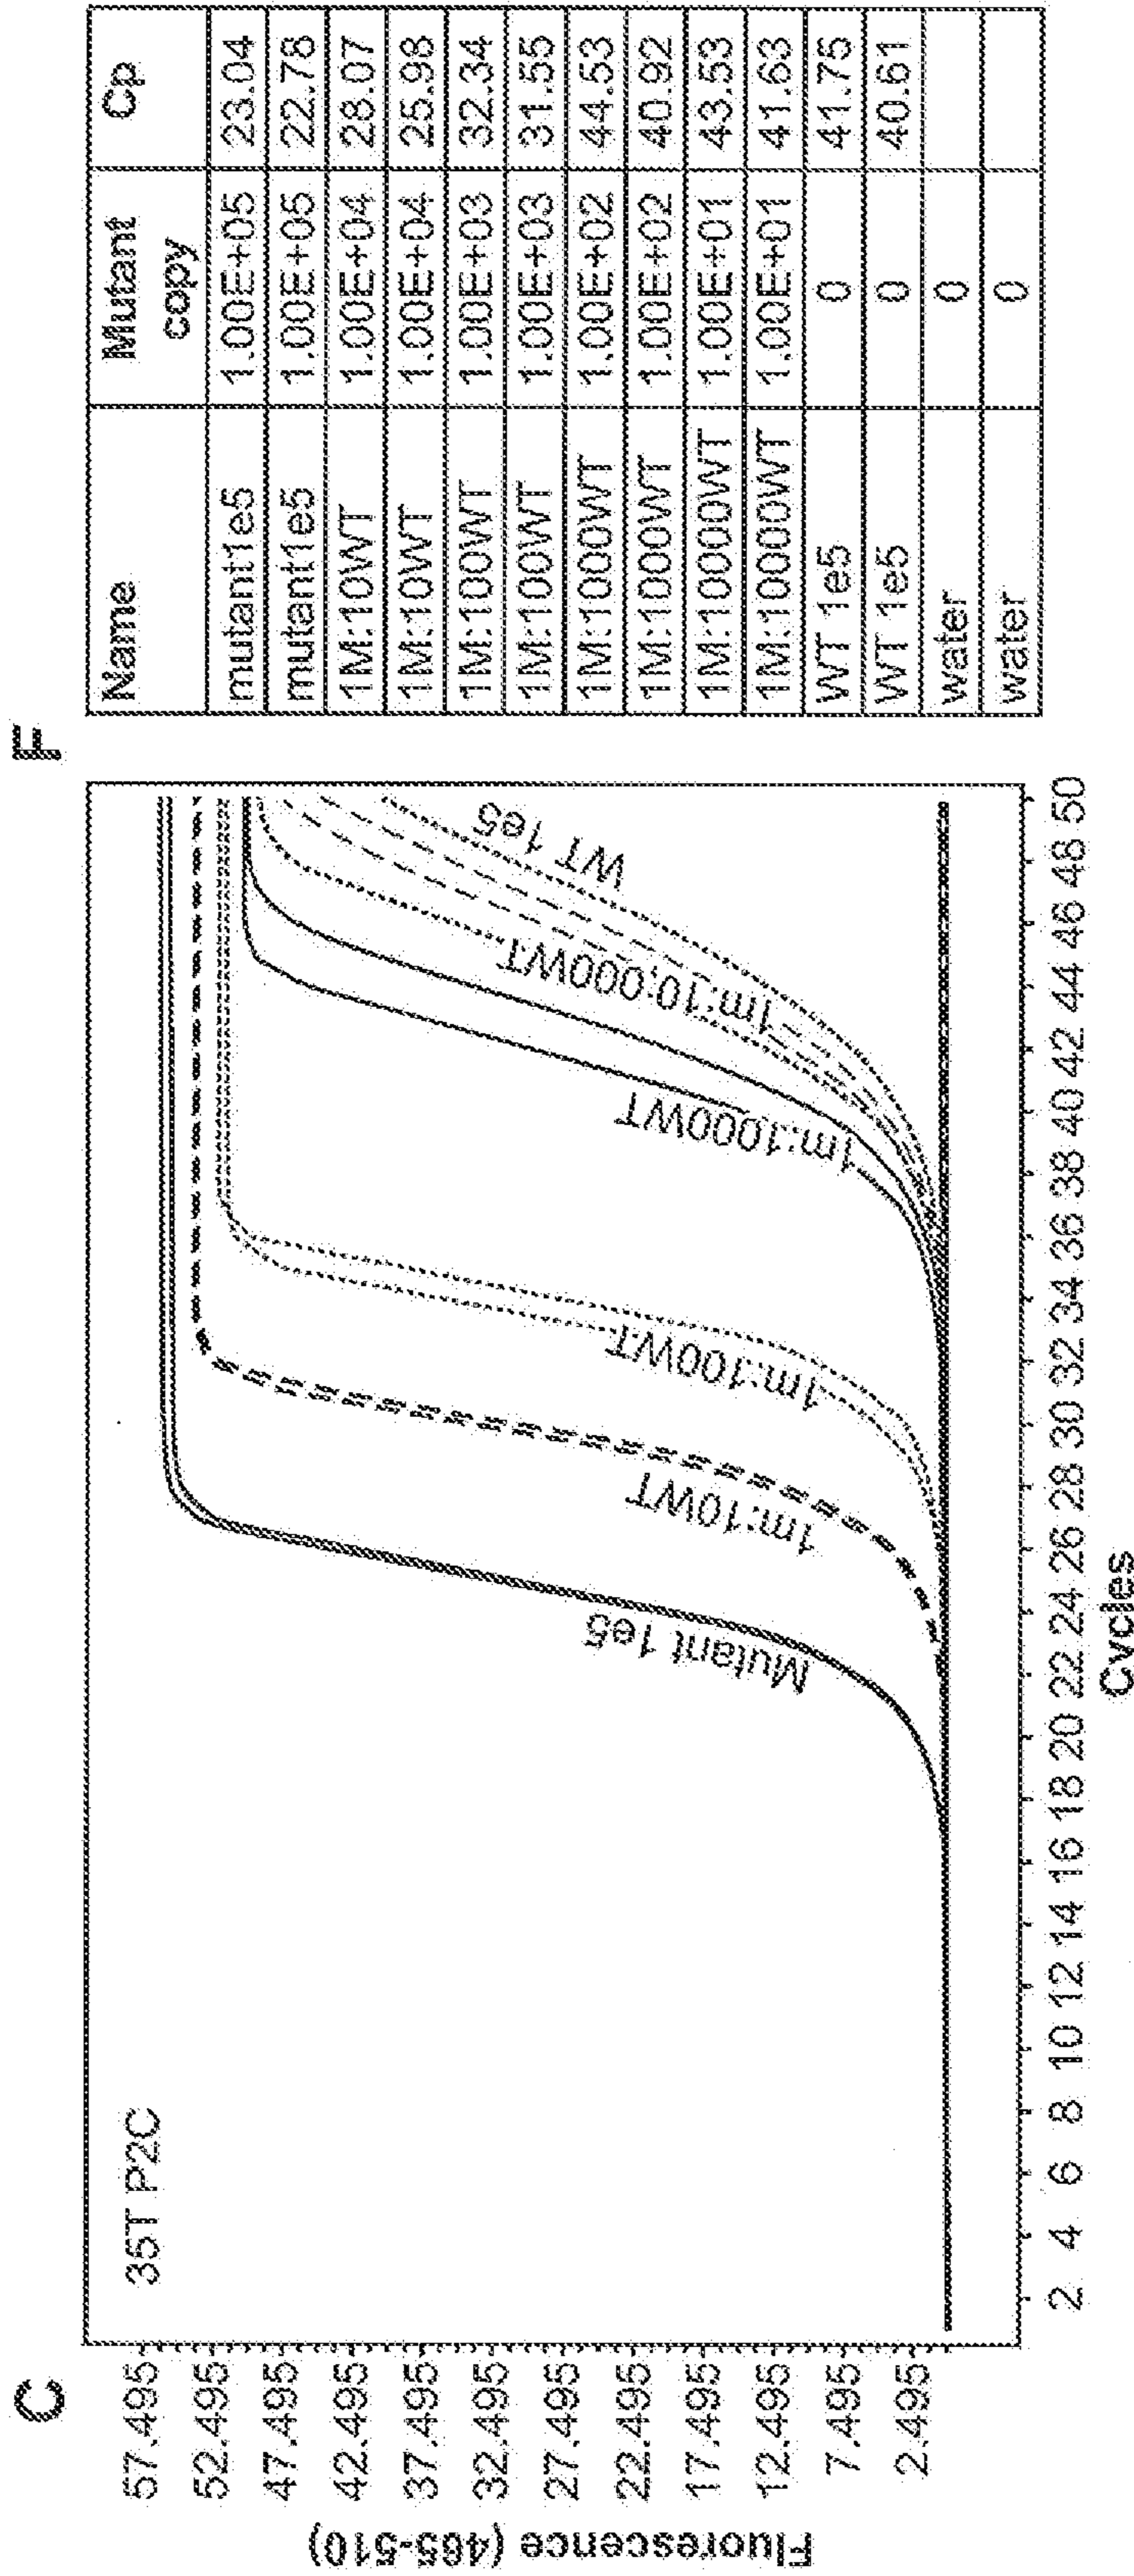 C
35T P2C
Fluorescence (465-510)
57.495
52.495
47.495
42.495
37.495
32.495
27.495
22.495
17.495
12.495
7.495
2.495
Mutant 1e5
1m:10WT
1m:100WT
1m:1000WT
1m:10,000WT
WT 1e5
2 4 6 8 10 12 14 16 18 20 22 24 26 28 30 32 34 36 38 40 42 44 46 48 50
Cycles
F
Name Mutant copy Cp
mutant1e5 1.00E+05 23.04
mutant1e5 1.00E+05 22.78
1M:10WT 1.00E+04 28.07
1M:10WT 1.00E+04 25.98
1M:100WT 1.00E+03 32.34
1M:100WT 1.00E+03 31.55
1M:1000WT 1.00E+02 44.53
1M:1000WT 1.00E+02 40.92
1M:10000WT 1.00E+01 43.53
1M:10000WT 1.00E+01 41.63
WT 1e5 0 41.75
WT 1e5 0 40.61
water 0
water 0